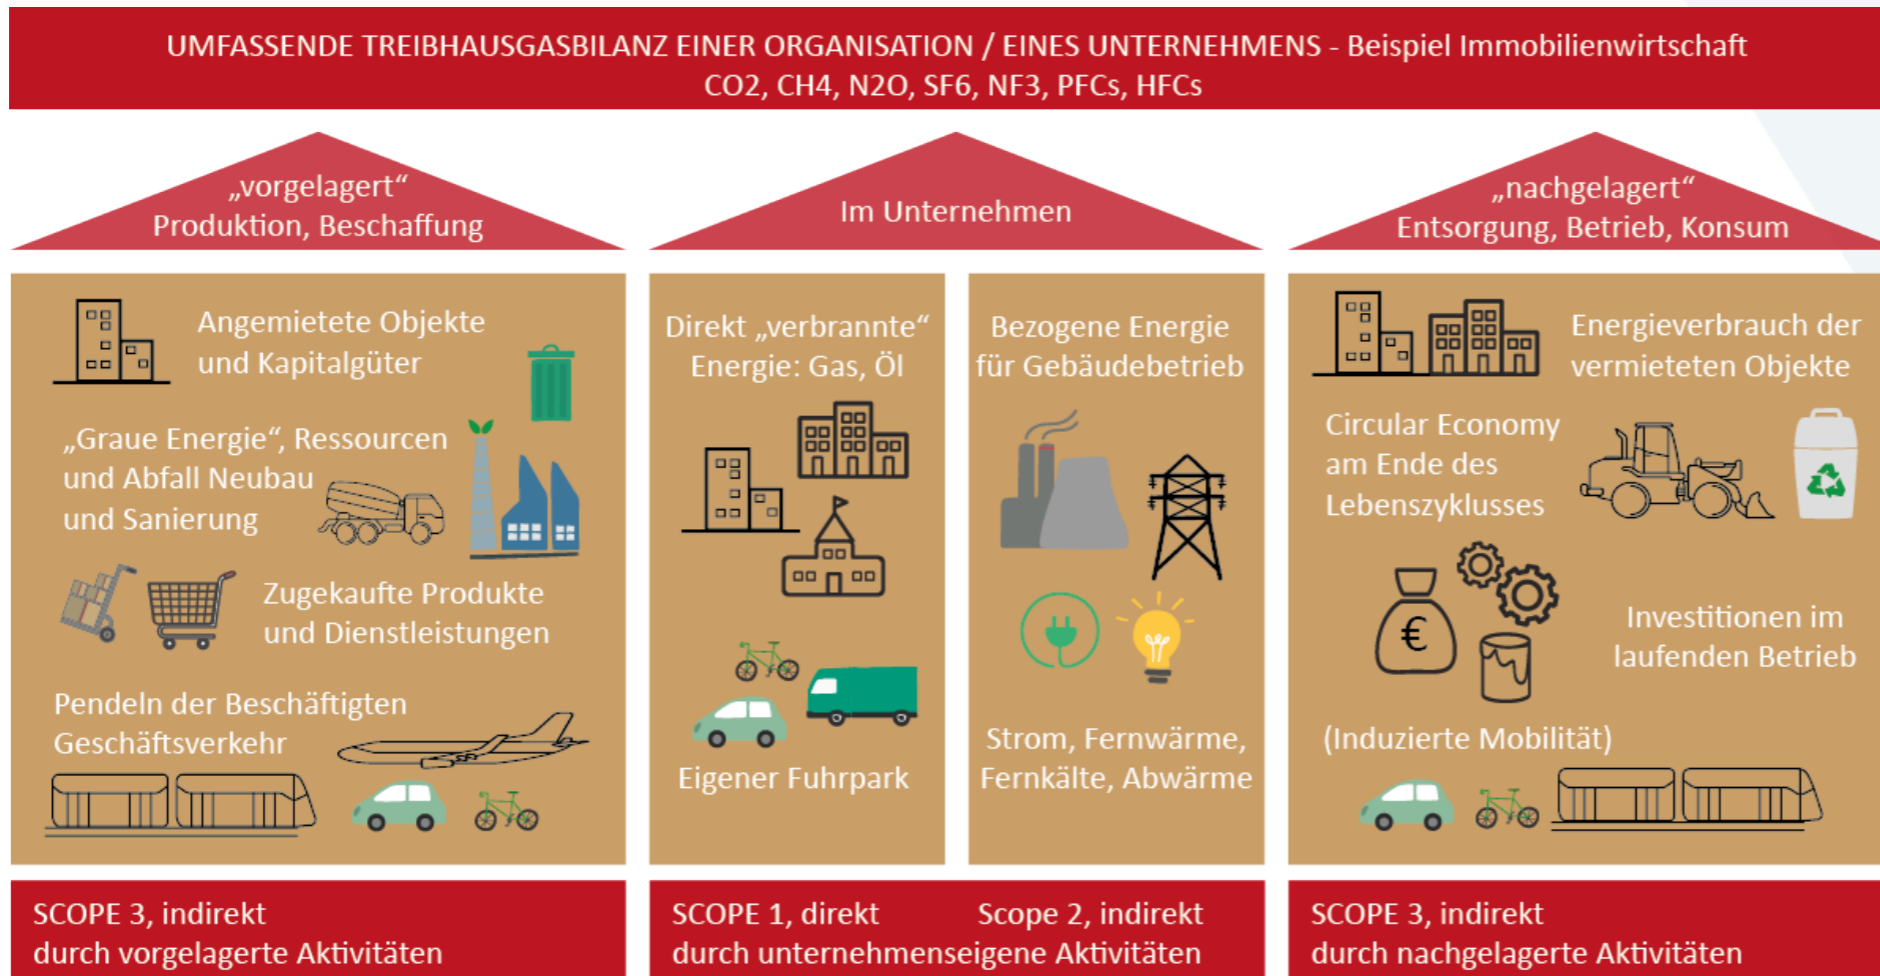 UMFASSENDE TREIBHAUSGASBILANZ EINER ORGANISATION / EINES UNTERNEHMENS - Beispiel Immobilienwirtschaft
CO2, CH4, N2O, SF6, NF3, PFCs, HFCs
„vorgelagert“
Produktion, Beschaffung
Im Unternehmen
„nachgelagert“
Entsorgung, Betrieb, Konsum
Angemietete Objekte
und Kapitalgüter
„Graue Energie“, Ressourcen
und Abfall Neubau
und Sanierung
Zugekaufte Produkte
und Dienstleistungen
Pendeln der Beschäftigten
Geschäftsverkehr
Direkt „verbrannte“
Energie: Gas, Öl
Eigener Fuhrpark
Bezogene Energie
für Gebäudebetrieb
Strom, Fernwärme,
Fernkälte, Abwärme
Energieverbrauch der
vermieteten Objekte
Circular Economy
am Ende des
Lebenszyklusses
€
Investitionen im
laufenden Betrieb
(Induzierte Mobilität)
SCOPE 3, indirekt
durch vorgelagerte Aktivitäten
SCOPE 1, direkt Scope 2, indirekt
durch unternehmenseigene Aktivitäten
SCOPE 3, indirekt
durch nachgelagerte Aktivitäten